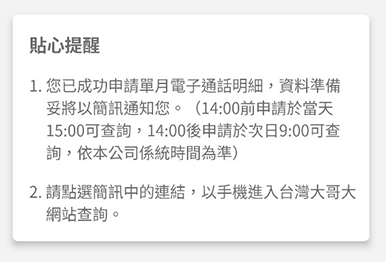 貼心提醒
1. 您已成功申請單月電子通話明細，資料準備
妥將以簡訊通知您。（14:00前申請於當天
15:00可查詢，14:00後申請於次日9:00可查
詢，依本公司係統時間為準）
2. 請點選簡訊中的連結，以手機進入台灣大哥大
網站查詢。